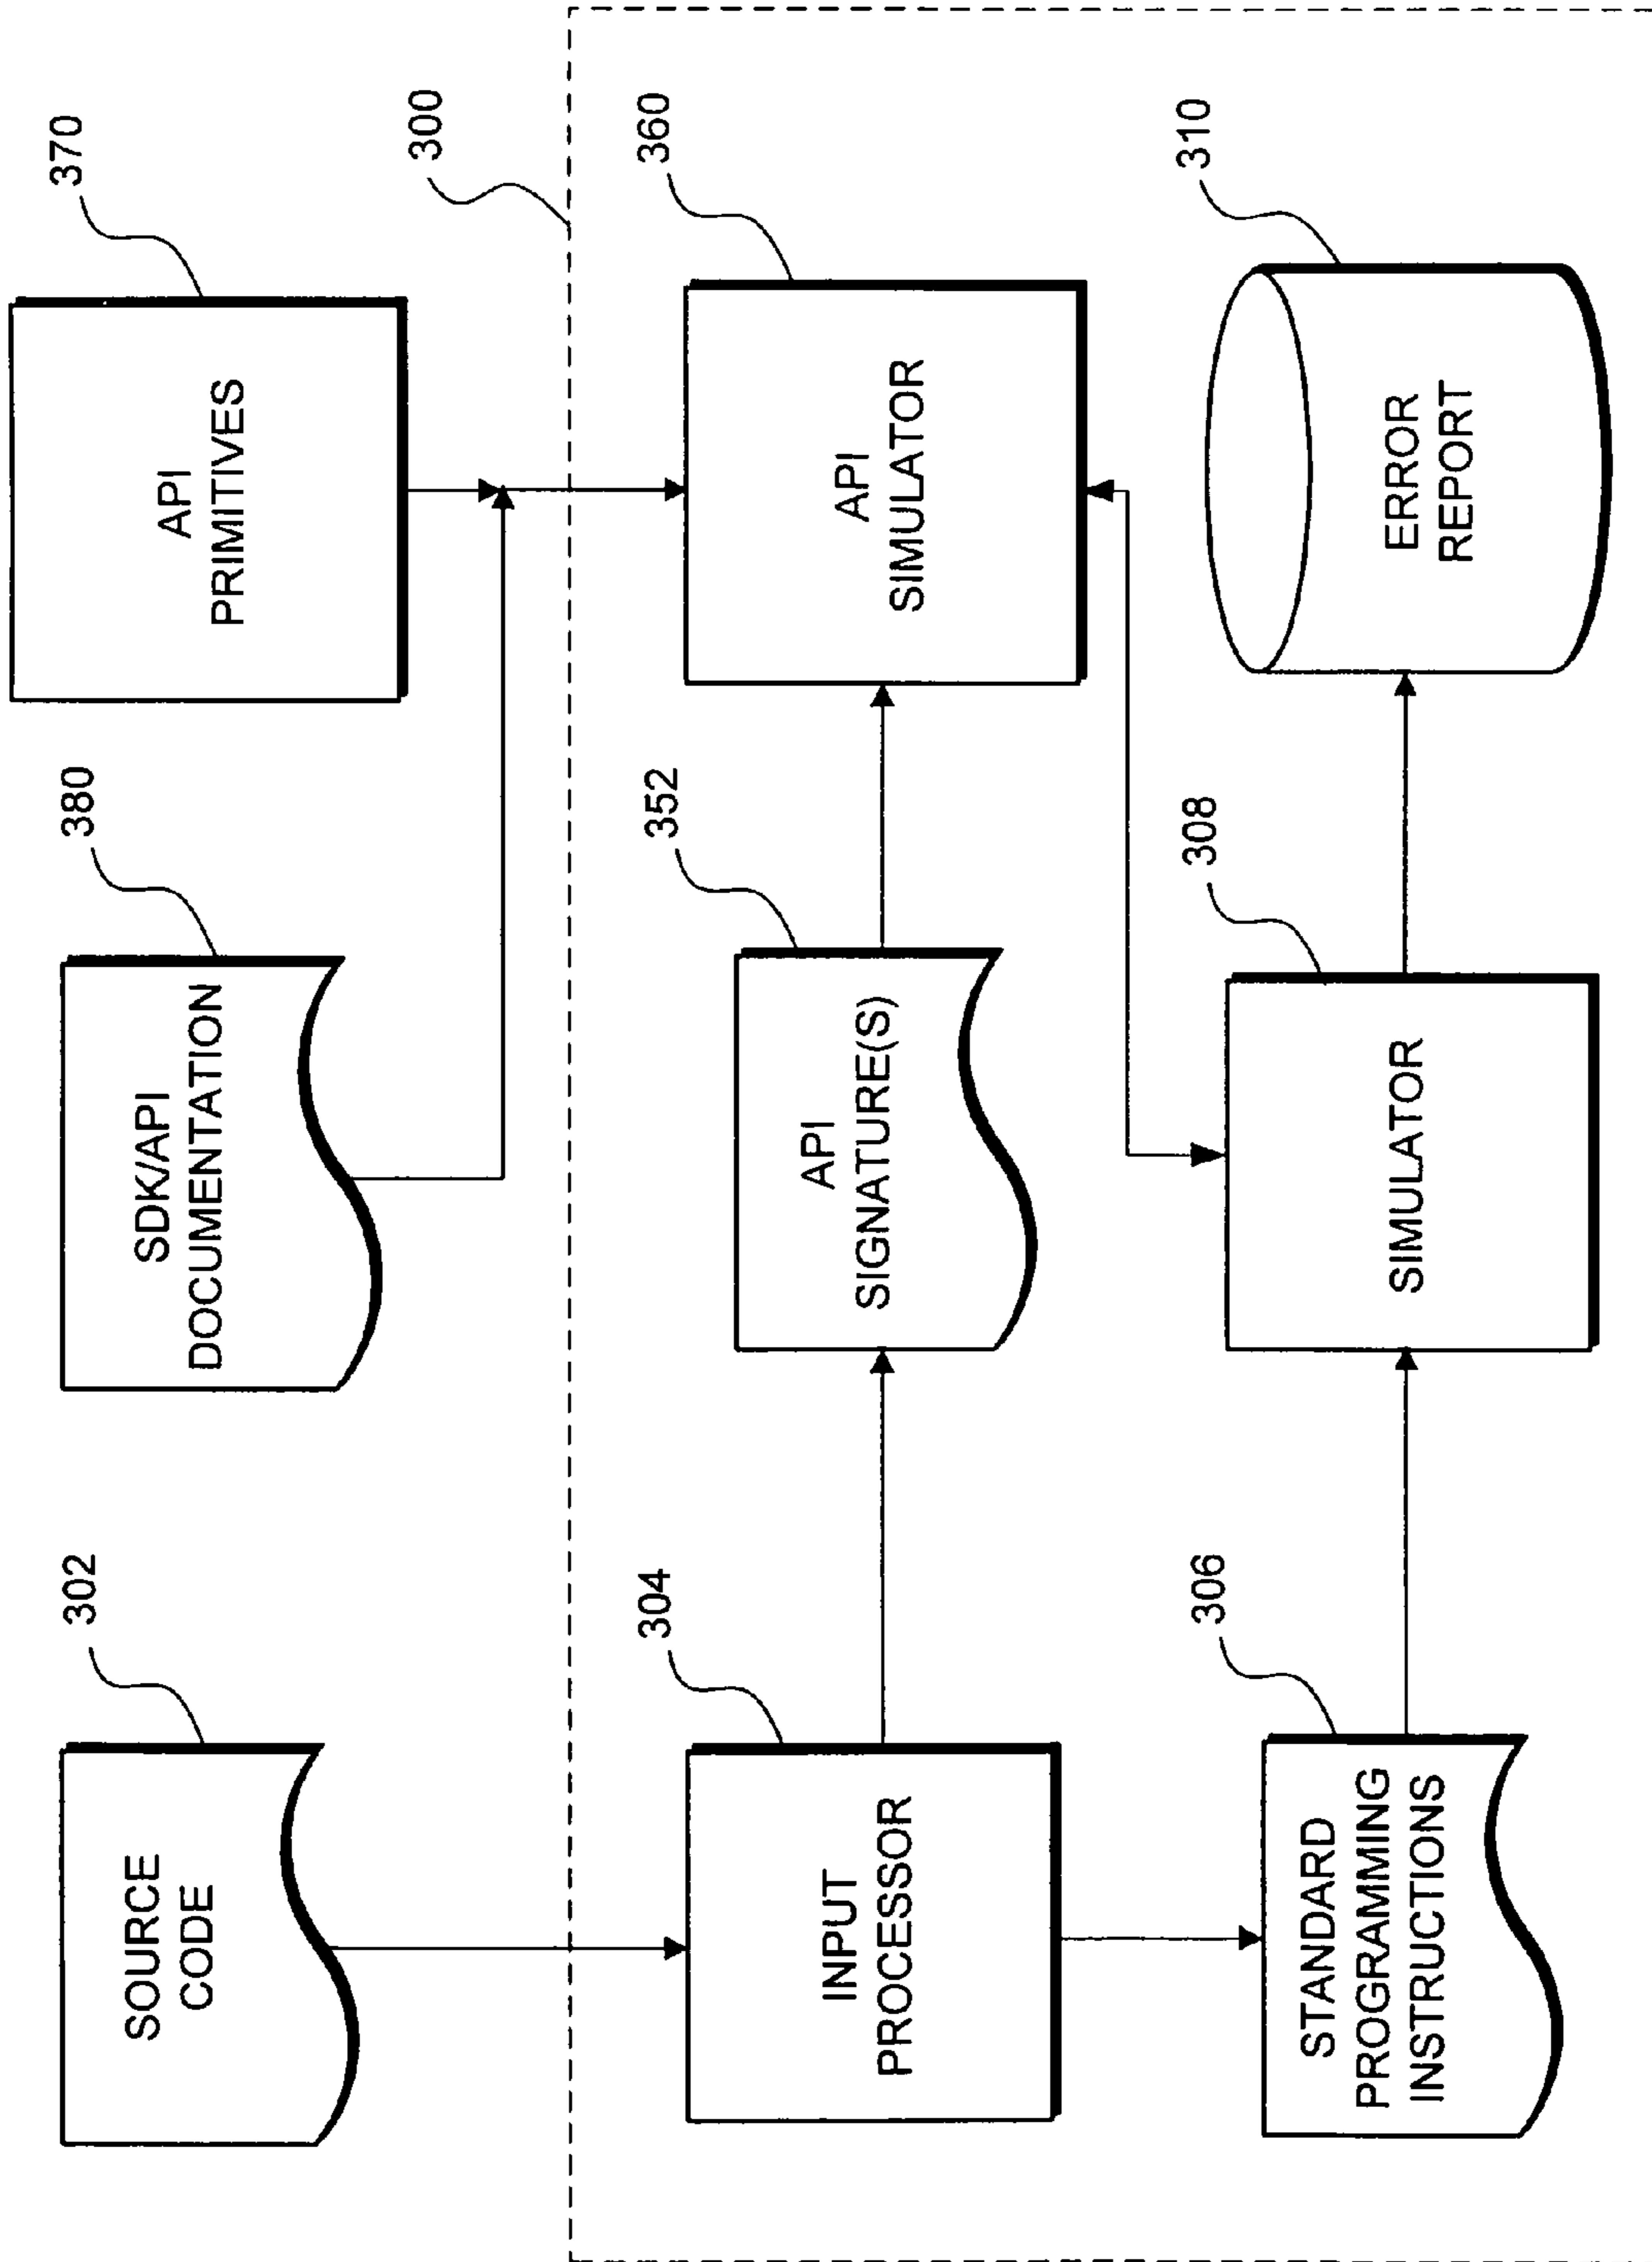 302
SOURCE
CODE
380
SDK/API
DOCUMENTATION
370
API
PRIMITIVES
300
304
INPUT
PROCESSOR
352
API
SIGNATURE(S)
360
API
SIMULATOR
306
STANDARD
PROGRAMMING
INSTRUCTIONS
308
SIMULATOR
310
ERROR
REPORT